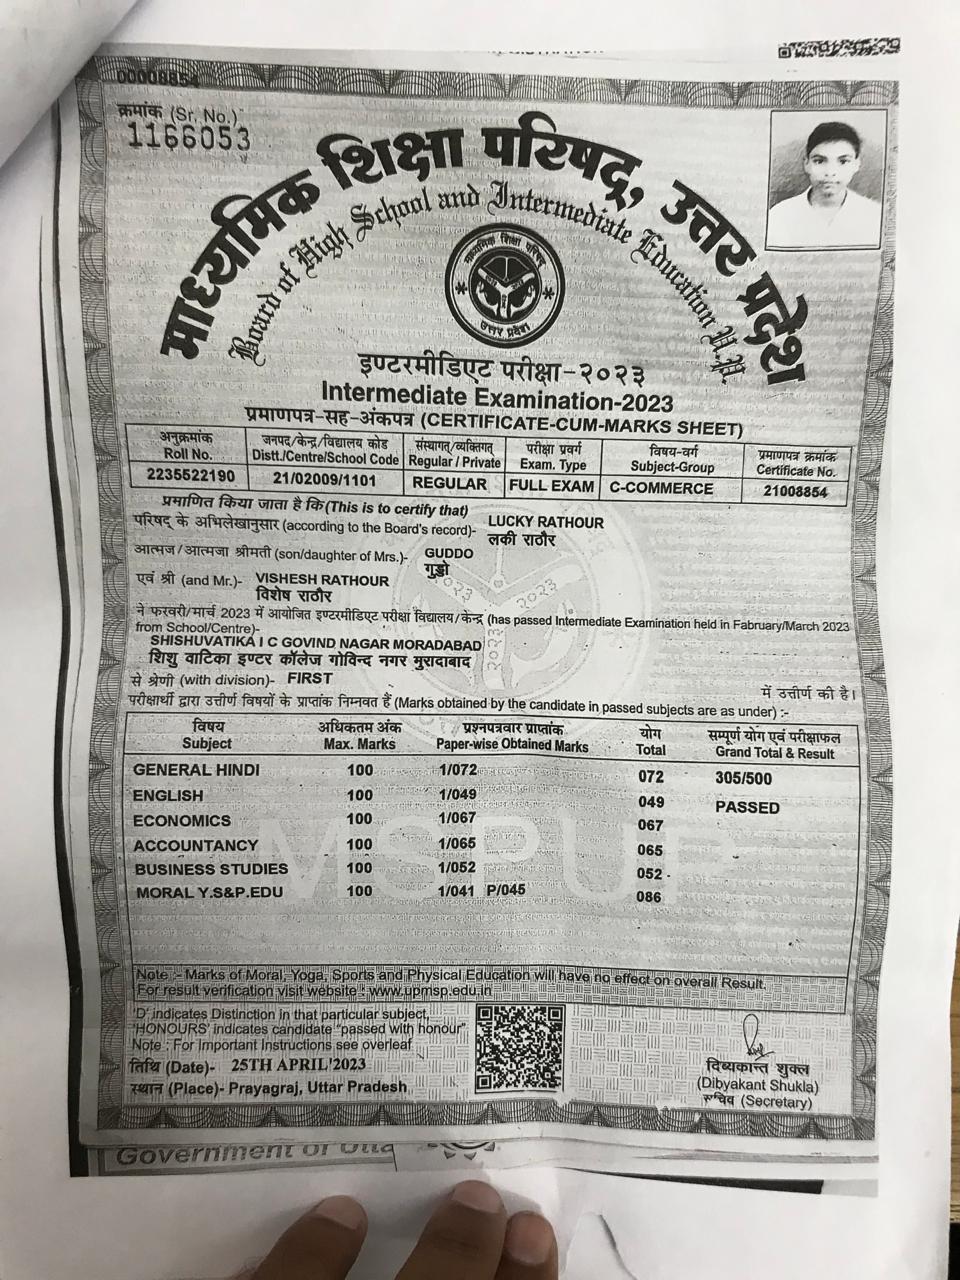 00008854
क्रमांक (Sr. No.)
1166053
माध्यमिक शिक्षा परिषद्, उत्तर प्रदेश
Board of High School and Intermediate Education U.P.
माध्यमिक शिक्षा परिषद्
उत्तर प्रदेश
इण्टरमीडिएट परीक्षा-२०२३
Intermediate Examination-2023
प्रमाणपत्र-सह-अंकपत्र (CERTIFICATE-CUM-MARKS SHEET)
अनुक्रमांक जनपद/केन्द्र/विद्यालय कोड संस्थागत/व्यक्तिगत परीक्षा प्रवर्ग विषय-वर्ग प्रमाणपत्र क्रमांक
Roll No. Distt./Centre/School Code Regular / Private Exam. Type Subject-Group Certificate No.
2235522190 21/02009/1101 REGULAR FULL EXAM C-COMMERCE 21008854
प्रमाणित किया जाता है कि (This is to certify that)
परिषद् के अभिलेखानुसार (according to the Board's record)- LUCKY RATHOUR
लकी राठौर
आत्मज/आत्मजा श्रीमती (son/daughter of Mrs.)- GUDDO
गुड्डो
एवं श्री (and Mr.)- VISHESH RATHOUR
विशेष राठौर
ने फरवरी/मार्च 2023 में आयोजित इण्टरमीडिएट परीक्षा विद्यालय/केन्द्र (has passed Intermediate Examination held in Fabruary/March 2023
from School/Centre)-
SHISHUVATIKA I C GOVIND NAGAR MORADABAD
शिशु वाटिका इण्टर कॉलेज गोविन्द नगर मुरादाबाद
से श्रेणी (with division)- FIRST में उत्तीर्ण की है।
परीक्षार्थी द्वारा उत्तीर्ण विषयों के प्राप्तांक निम्नवत हैं (Marks obtained by the candidate in passed subjects are as under) :-
विषय अधिकतम अंक प्रश्नपत्रवार प्राप्तांक योग सम्पूर्ण योग एवं परीक्षाफल
Subject Max. Marks Paper-wise Obtained Marks Total Grand Total & Result
GENERAL HINDI 100 1/072 072 305/500
ENGLISH 100 1/049 049 PASSED
ECONOMICS 100 1/067 067
ACCOUNTANCY 100 1/065 065
BUSINESS STUDIES 100 1/052 052
MORAL Y.S&P.EDU 100 1/041 P/045 086
Note :- Marks of Moral, Yoga, Sports and Physical Education will have no effect on overall Result.
For result verification visit website : www.upmsp.edu.in
'D' indicates Distinction in that particular subject,
'HONOURS' indicates candidate "passed with honour"
Note : For Important Instructions see overleaf
तिथि (Date)- 25TH APRIL'2023
स्थान (Place)- Prayagraj, Uttar Pradesh
दिव्यकान्त शुक्ल
(Dibyakant Shukla)
सचिव (Secretary)
Government of